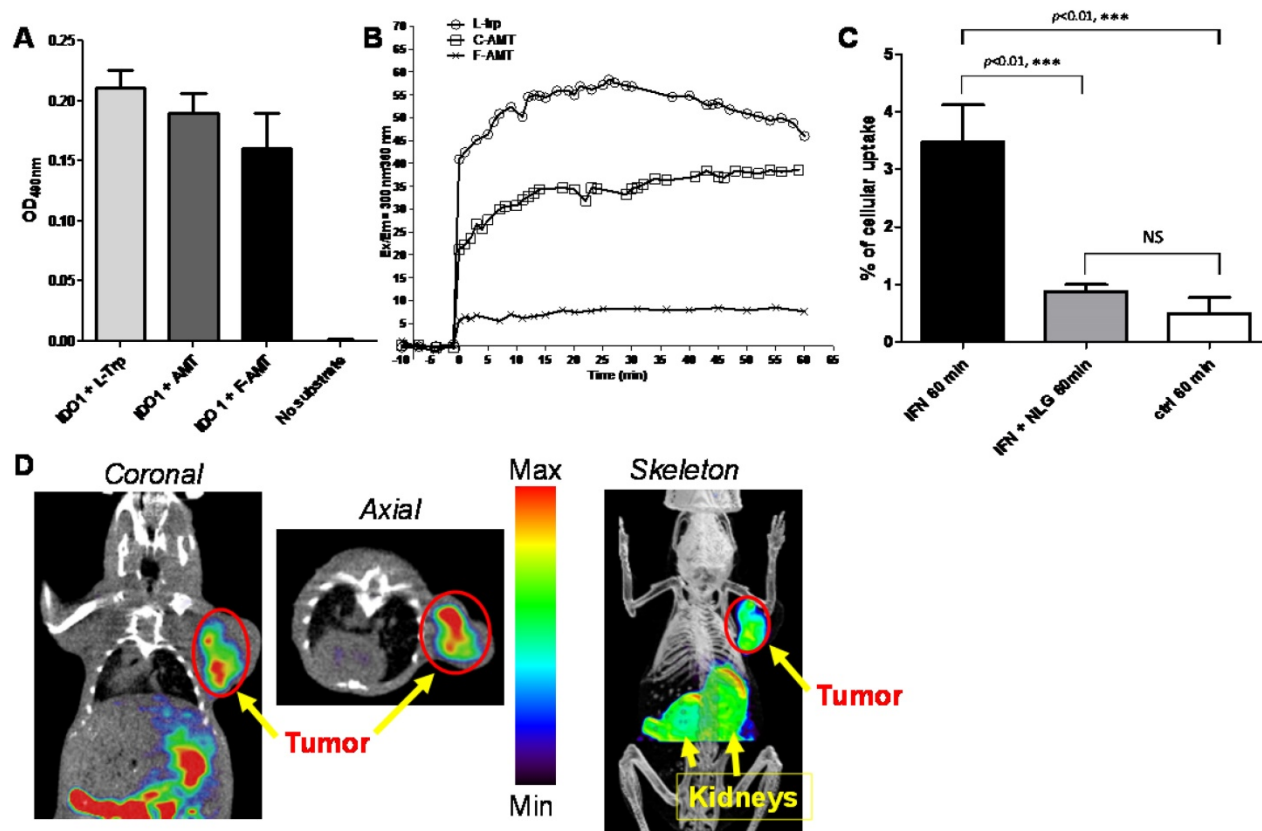 A
0.25
0.20
0.15
0.10
0.05
0.00
OD490nm
IDO1 + L-Trp
IDO1 + AMT
IDO1 + F-AMT
No substrate
B
L-trp
C-AMT
F-AMT
70
65
60
55
50
45
40
35
30
25
20
15
10
5
Ex/Em = 300 nm/360 nm
-10 -5 0 5 10 15 20 25 30 35 40 45 50 55 60 65
Time (min)
C
p<0.01, ***
p<0.01, ***
NS
5
4
3
2
1
0
% of cellular uptake
IFN 60 min
IFN + NLG 60min
ctrl 60 min
D
Coronal
Axial
Max
Min
Skeleton
Tumor
Tumor
Kidneys